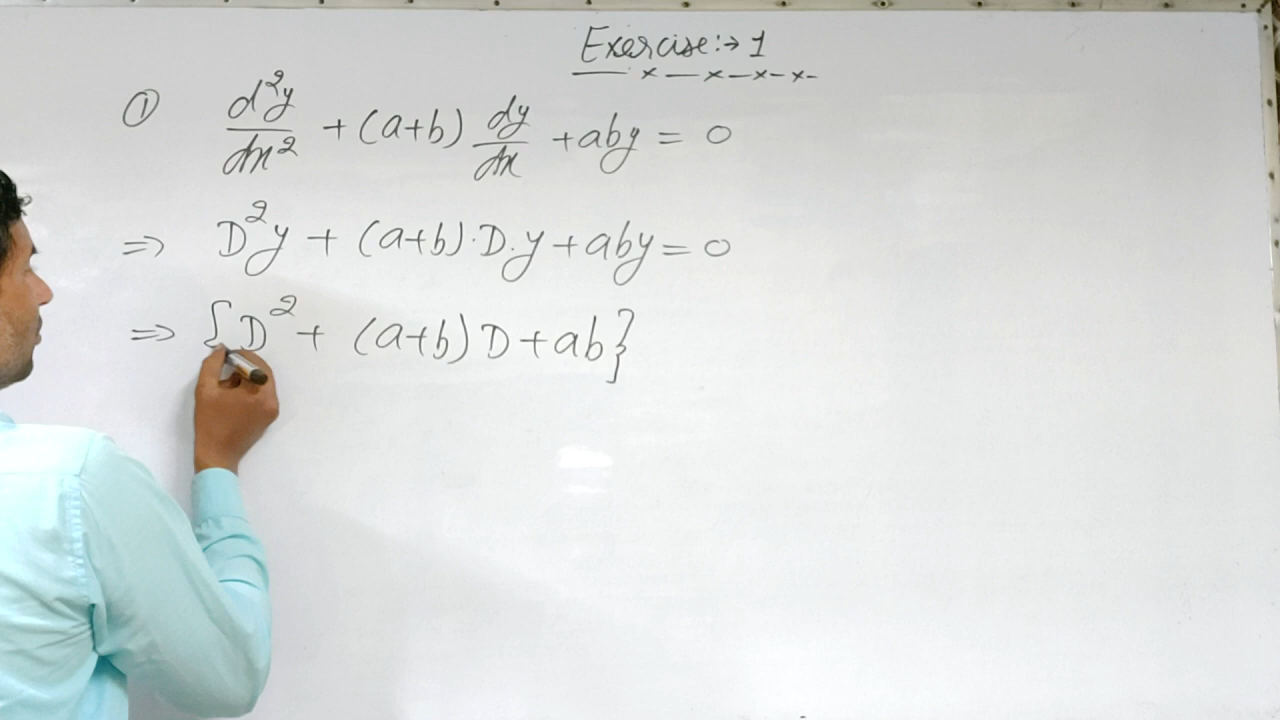 Exercise:→ 1
① d²y/dx² + (a+b) dy/dx + aby = 0
⇒ D²y + (a+b)·D.y + aby = 0
⇒ {D² + (a+b) D + ab}